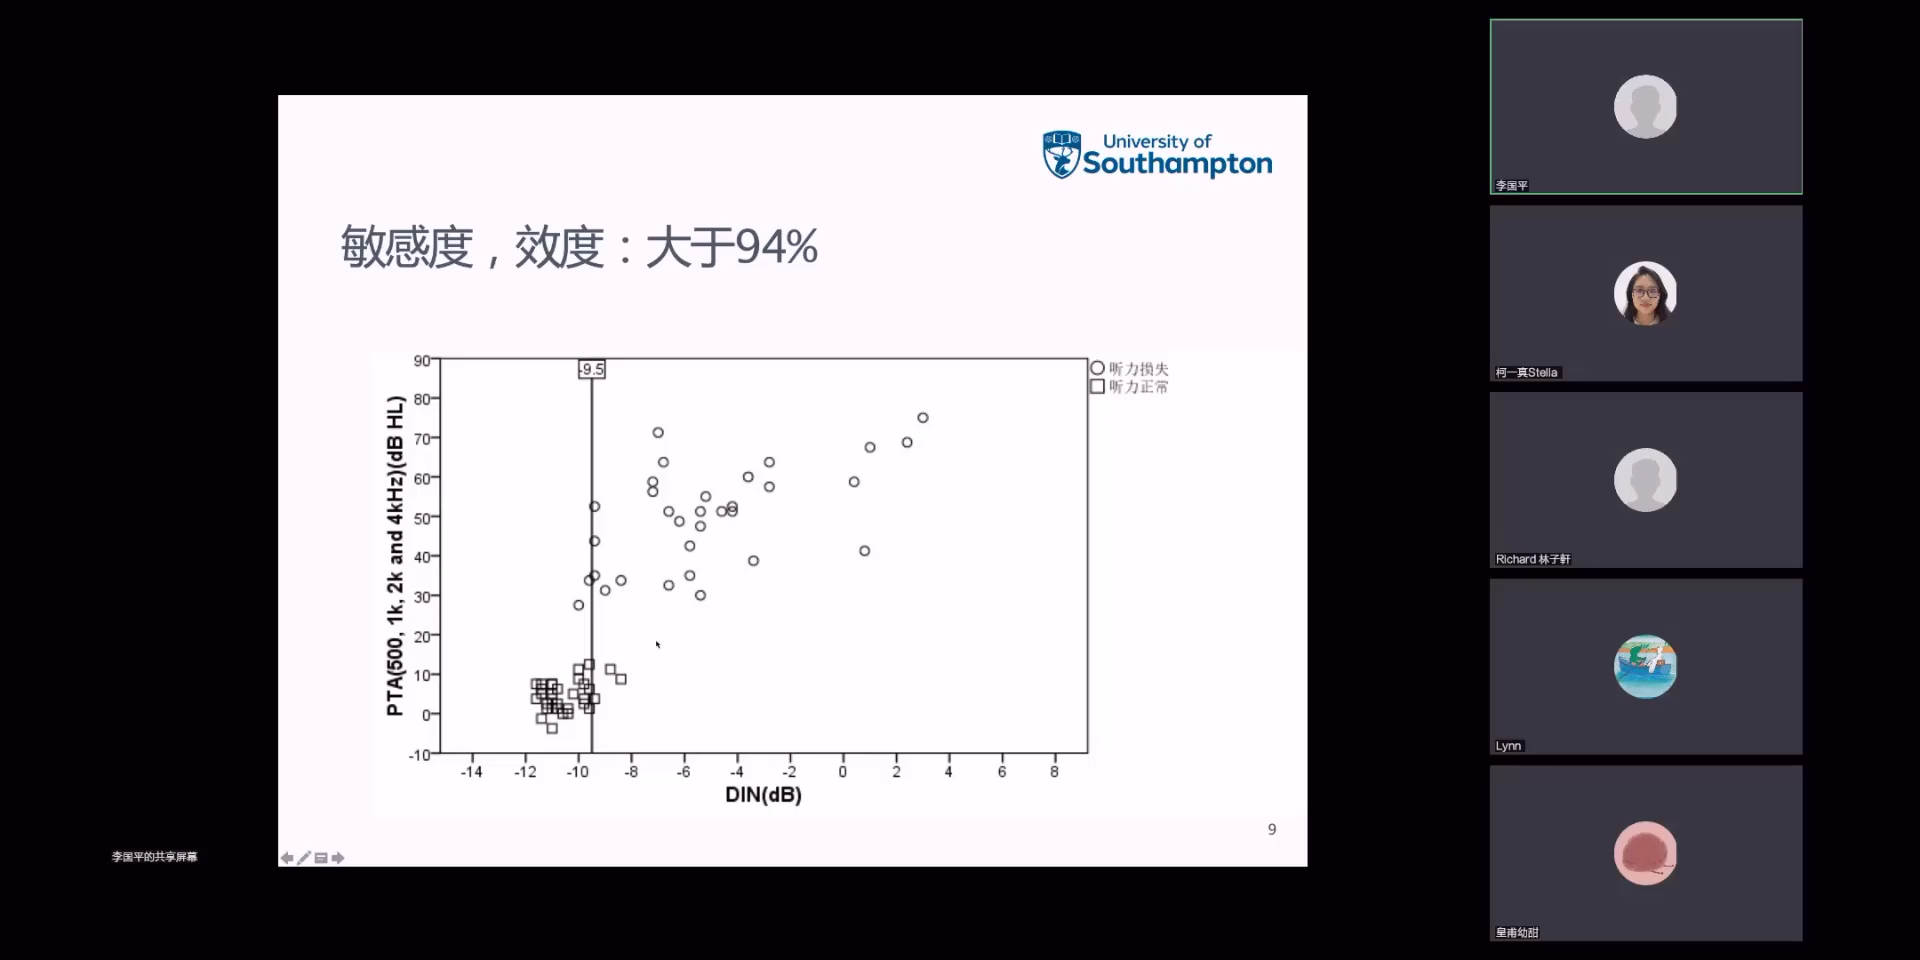 University of
Southampton
敏感度，效度：大于94%
-9.5
听力损失
听力正常
PTA(500, 1k, 2k and 4kHz)(dB HL)
90
80
70
60
50
40
30
20
10
0
-10
-14 -12 -10 -8 -6 -4 -2 0 2 4 6 8
DIN(dB)
9
李国平的共享屏幕
李国平
柯一真Stella
Richard 林子軒
Lynn
皇甫幼甜